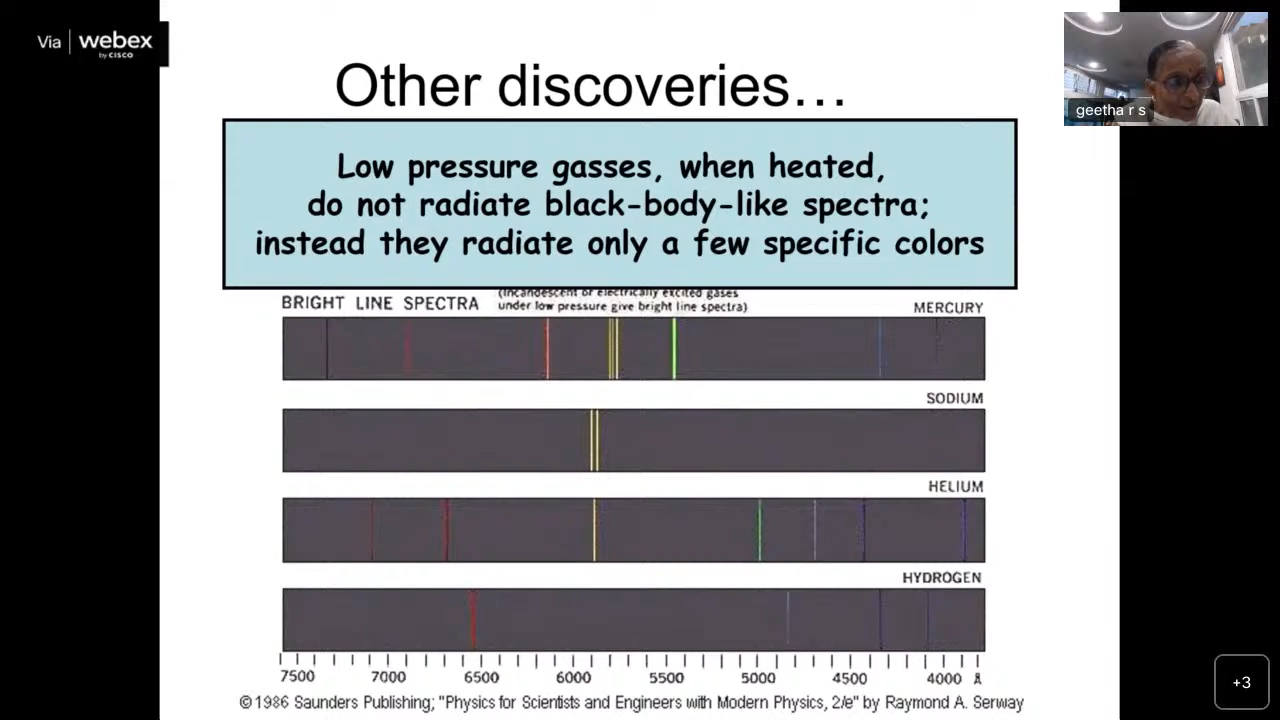 Via webex
by CISCO
geetha r s
Other discoveries...
Low pressure gasses, when heated,
do not radiate black-body-like spectra;
instead they radiate only a few specific colors
BRIGHT LINE SPECTRA
(Incandescent or electrically excited gases
under low pressure give bright line spectra)
MERCURY
SODIUM
HELIUM
HYDROGEN
7500 7000 6500 6000 5500 5000 4500 4000 Å
©1986 Saunders Publishing; "Physics for Scientists and Engineers with Modern Physics, 2/e" by Raymond A. Serway
+3